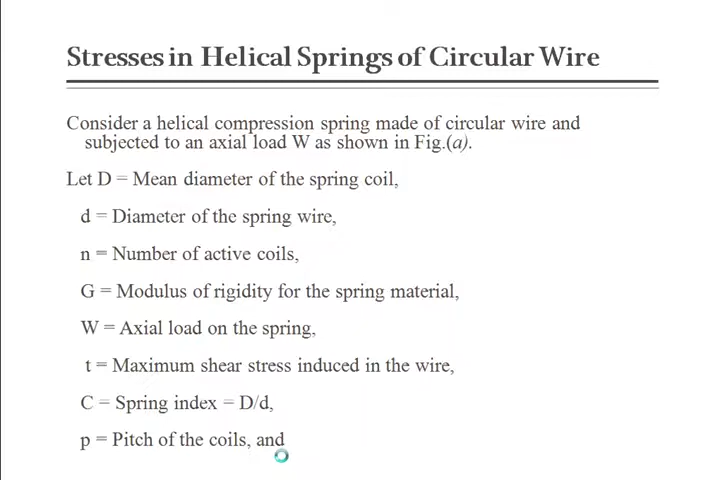 Stresses in Helical Springs of Circular Wire
Consider a helical compression spring made of circular wire and
subjected to an axial load W as shown in Fig.(a).
Let D = Mean diameter of the spring coil,
d = Diameter of the spring wire,
n = Number of active coils,
G = Modulus of rigidity for the spring material,
W = Axial load on the spring,
t = Maximum shear stress induced in the wire,
C = Spring index = D/d,
p = Pitch of the coils, and